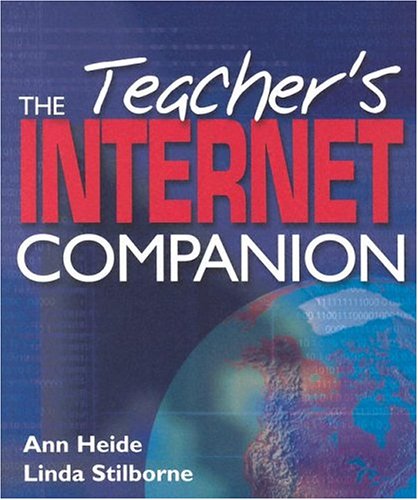 THE Teacher's
INTERNET
COMPANION
Ann Heide
Linda Stilborne